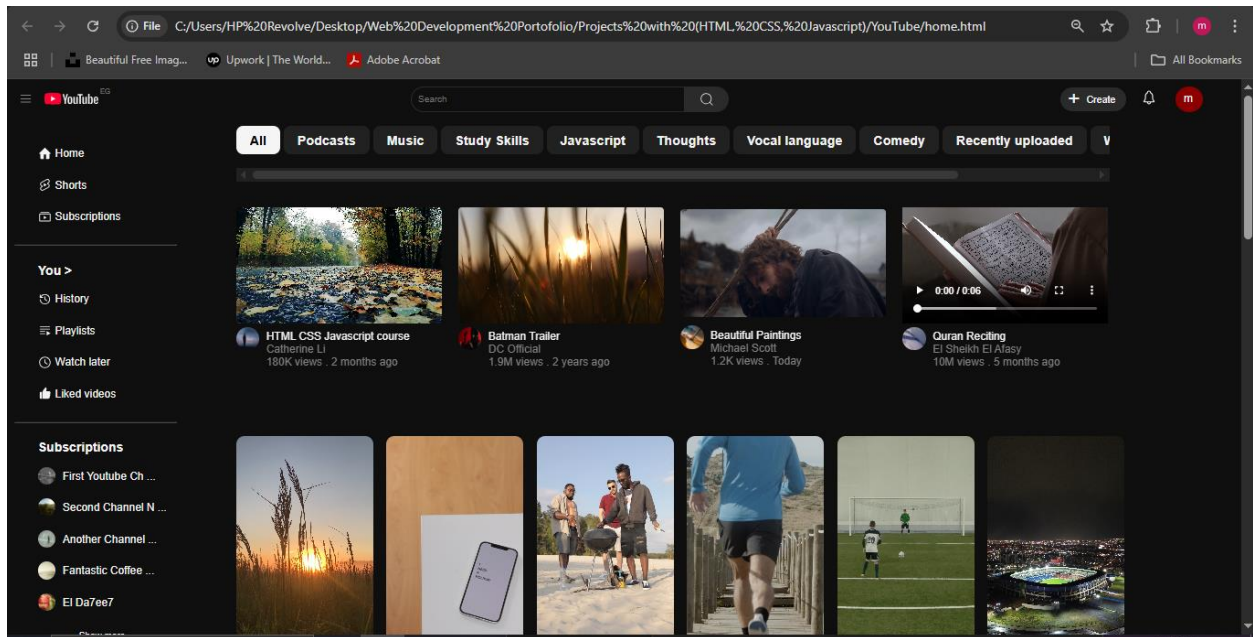 File C:/Users/HP%20Revolve/Desktop/Web%20Development%20Portofolio/Projects%20with%20(HTML,%20CSS,%20Javascript)/YouTube/home.html m
Beautiful Free Imag... up Upwork | The World... Adobe Acrobat All Bookmarks
YouTube EG Search + Create m
All Podcasts Music Study Skills Javascript Thoughts Vocal language Comedy Recently uploaded
Home
Shorts
Subscriptions
You >
History
Playlists
Watch later
Liked videos
Subscriptions
First Youtube Ch ...
Second Channel N ...
Another Channel ...
Fantastic Coffee ...
El Da7ee7
Show more
HTML CSS Javascript course
Catherine Li
180K views . 2 months ago
Batman Trailer
DC Official
1.9M views . 2 years ago
Beautiful Paintings
Michael Scott
1.2K views . Today
0:00 / 0:06
Quran Reciting
El Sheikh El Afasy
10M views . 5 months ago
20